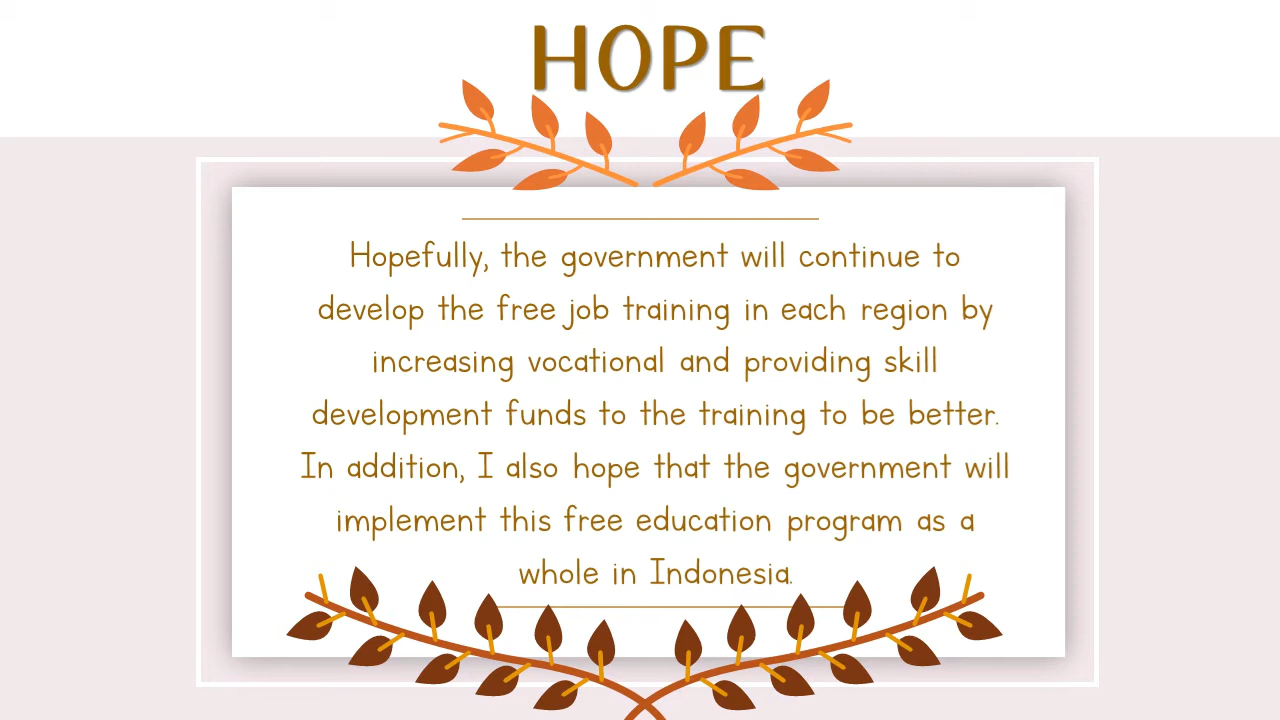 HOPE
Hopefully, the government will continue to
develop the free job training in each region by
increasing vocational and providing skill
development funds to the training to be better.
In addition, I also hope that the government will
implement this free education program as a
whole in Indonesia.